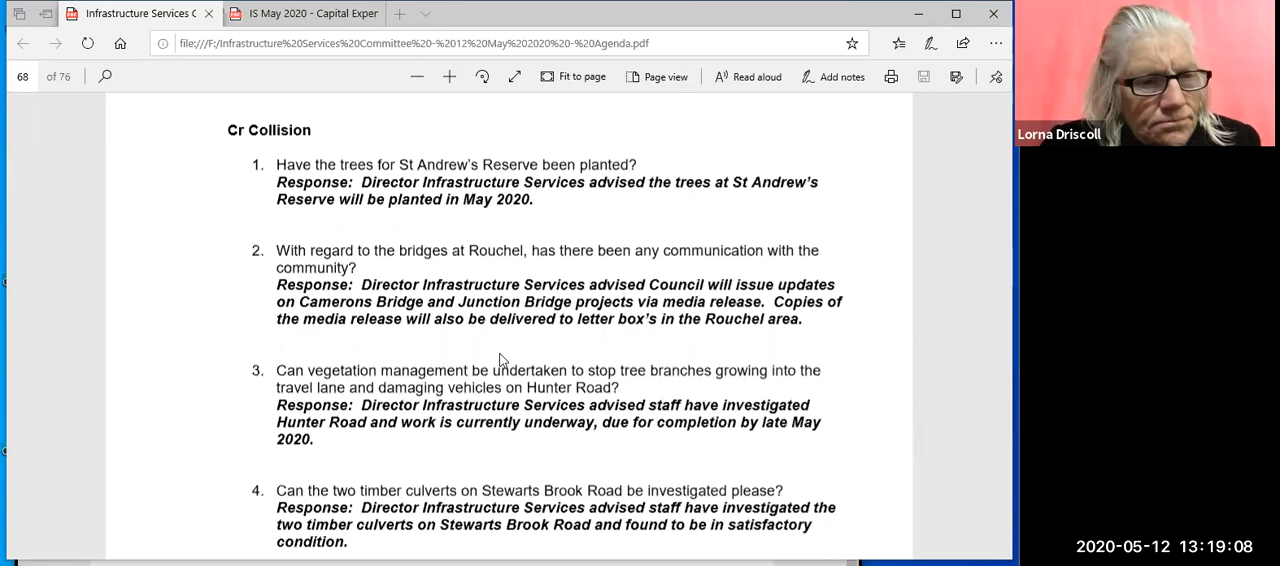 Infrastructure Services C
IS May 2020 - Capital Exper
file:///F:/Infrastructure%20Services%20Committee%20-%2012%20May%202020%20-%20Agenda.pdf
68 of 76
Fit to page
Page view
Read aloud
Add notes
Lorna Driscoll
Cr Collision
1. Have the trees for St Andrew's Reserve been planted?
Response: Director Infrastructure Services advised the trees at St Andrew's
Reserve will be planted in May 2020.
2. With regard to the bridges at Rouchel, has there been any communication with the
community?
Response: Director Infrastructure Services advised Council will issue updates
on Camerons Bridge and Junction Bridge projects via media release. Copies of
the media release will also be delivered to letter box's in the Rouchel area.
3. Can vegetation management be undertaken to stop tree branches growing into the
travel lane and damaging vehicles on Hunter Road?
Response: Director Infrastructure Services advised staff have investigated
Hunter Road and work is currently underway, due for completion by late May
2020.
4. Can the two timber culverts on Stewarts Brook Road be investigated please?
Response: Director Infrastructure Services advised staff have investigated the
two timber culverts on Stewarts Brook Road and found to be in satisfactory
condition.
2020-05-12 13:19:08